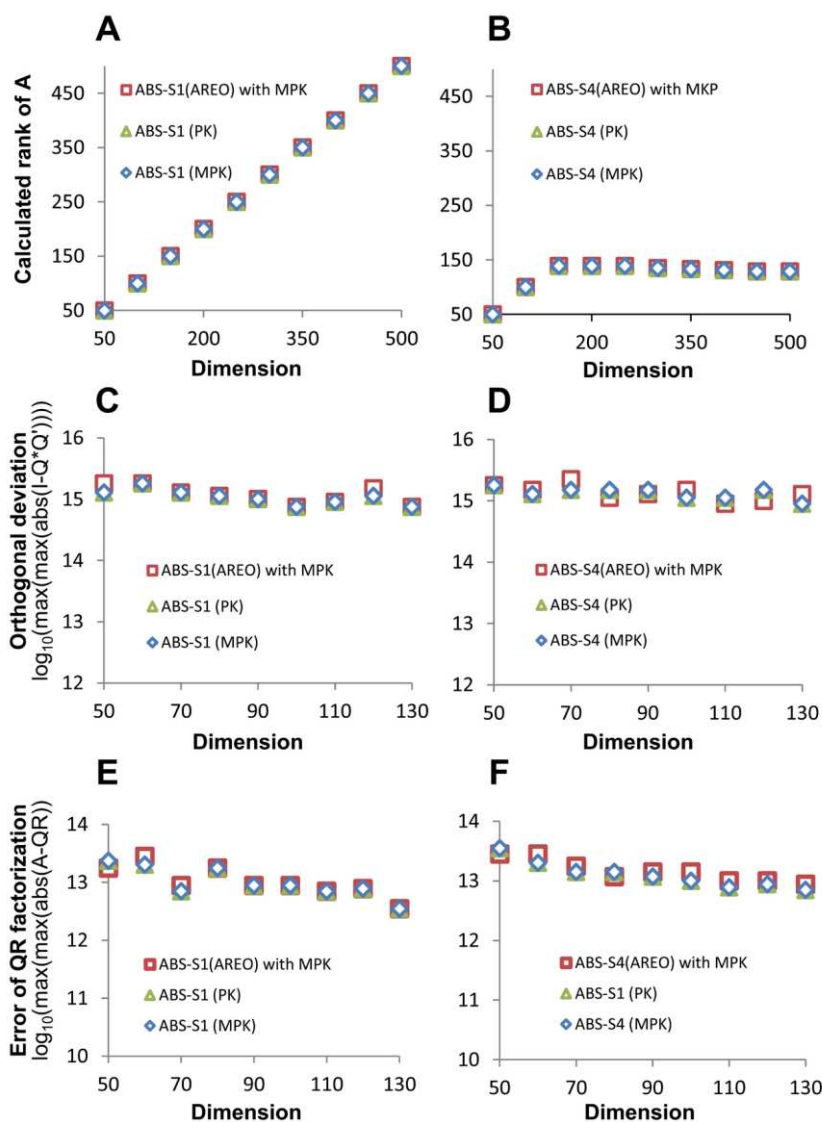 A
Calculated rank of A
450
350
250
150
50
ABS-S1(AREO) with MPK
ABS-S1 (PK)
ABS-S1 (MPK)
50 200 350 500
Dimension
B
450
350
250
150
50
ABS-S4(AREO) with MKP
ABS-S4 (PK)
ABS-S4 (MPK)
50 200 350 500
Dimension
C
Orthogonal deviation
log₁₀(max(max(abs(I-Q*Q'))))
16
15
14
13
12
ABS-S1(AREO) with MPK
ABS-S1 (PK)
ABS-S1 (MPK)
50 70 90 110 130
Dimension
D
16
15
14
13
12
ABS-S4(AREO) with MPK
ABS-S4 (PK)
ABS-S4 (MPK)
50 70 90 110 130
Dimension
E
Error of QR factorization
log₁₀(max(max(abs(A-QR))
14
13
12
11
10
ABS-S1(AREO) with MPK
ABS-S1 (PK)
ABS-S1 (MPK)
50 70 90 110 130
Dimension
F
14
13
12
11
10
ABS-S4(AREO) with MPK
ABS-S1 (PK)
ABS-S4 (MPK)
50 70 90 110 130
Dimension